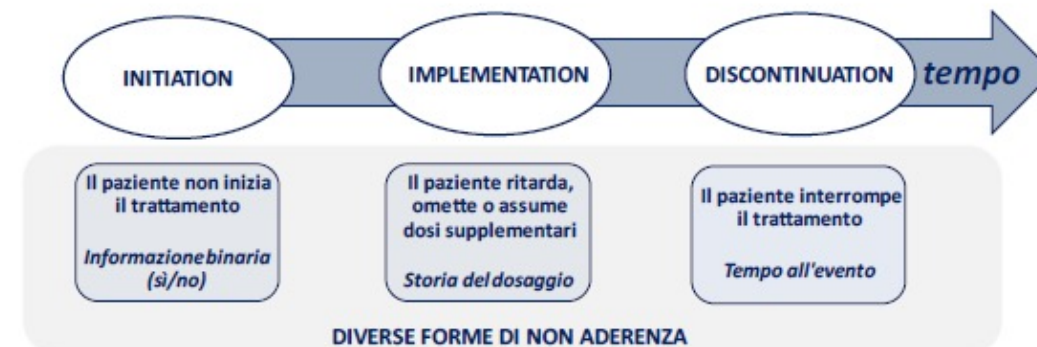 INITIATION
IMPLEMENTATION
DISCONTINUATION
tempo
Il paziente non inizia
il trattamento
Informazione binaria
(sì/no)
Il paziente ritarda,
omette o assume
dosi supplementari
Storia del dosaggio
Il paziente interrompe
il trattamento
Tempo all'evento
DIVERSE FORME DI NON ADERENZA